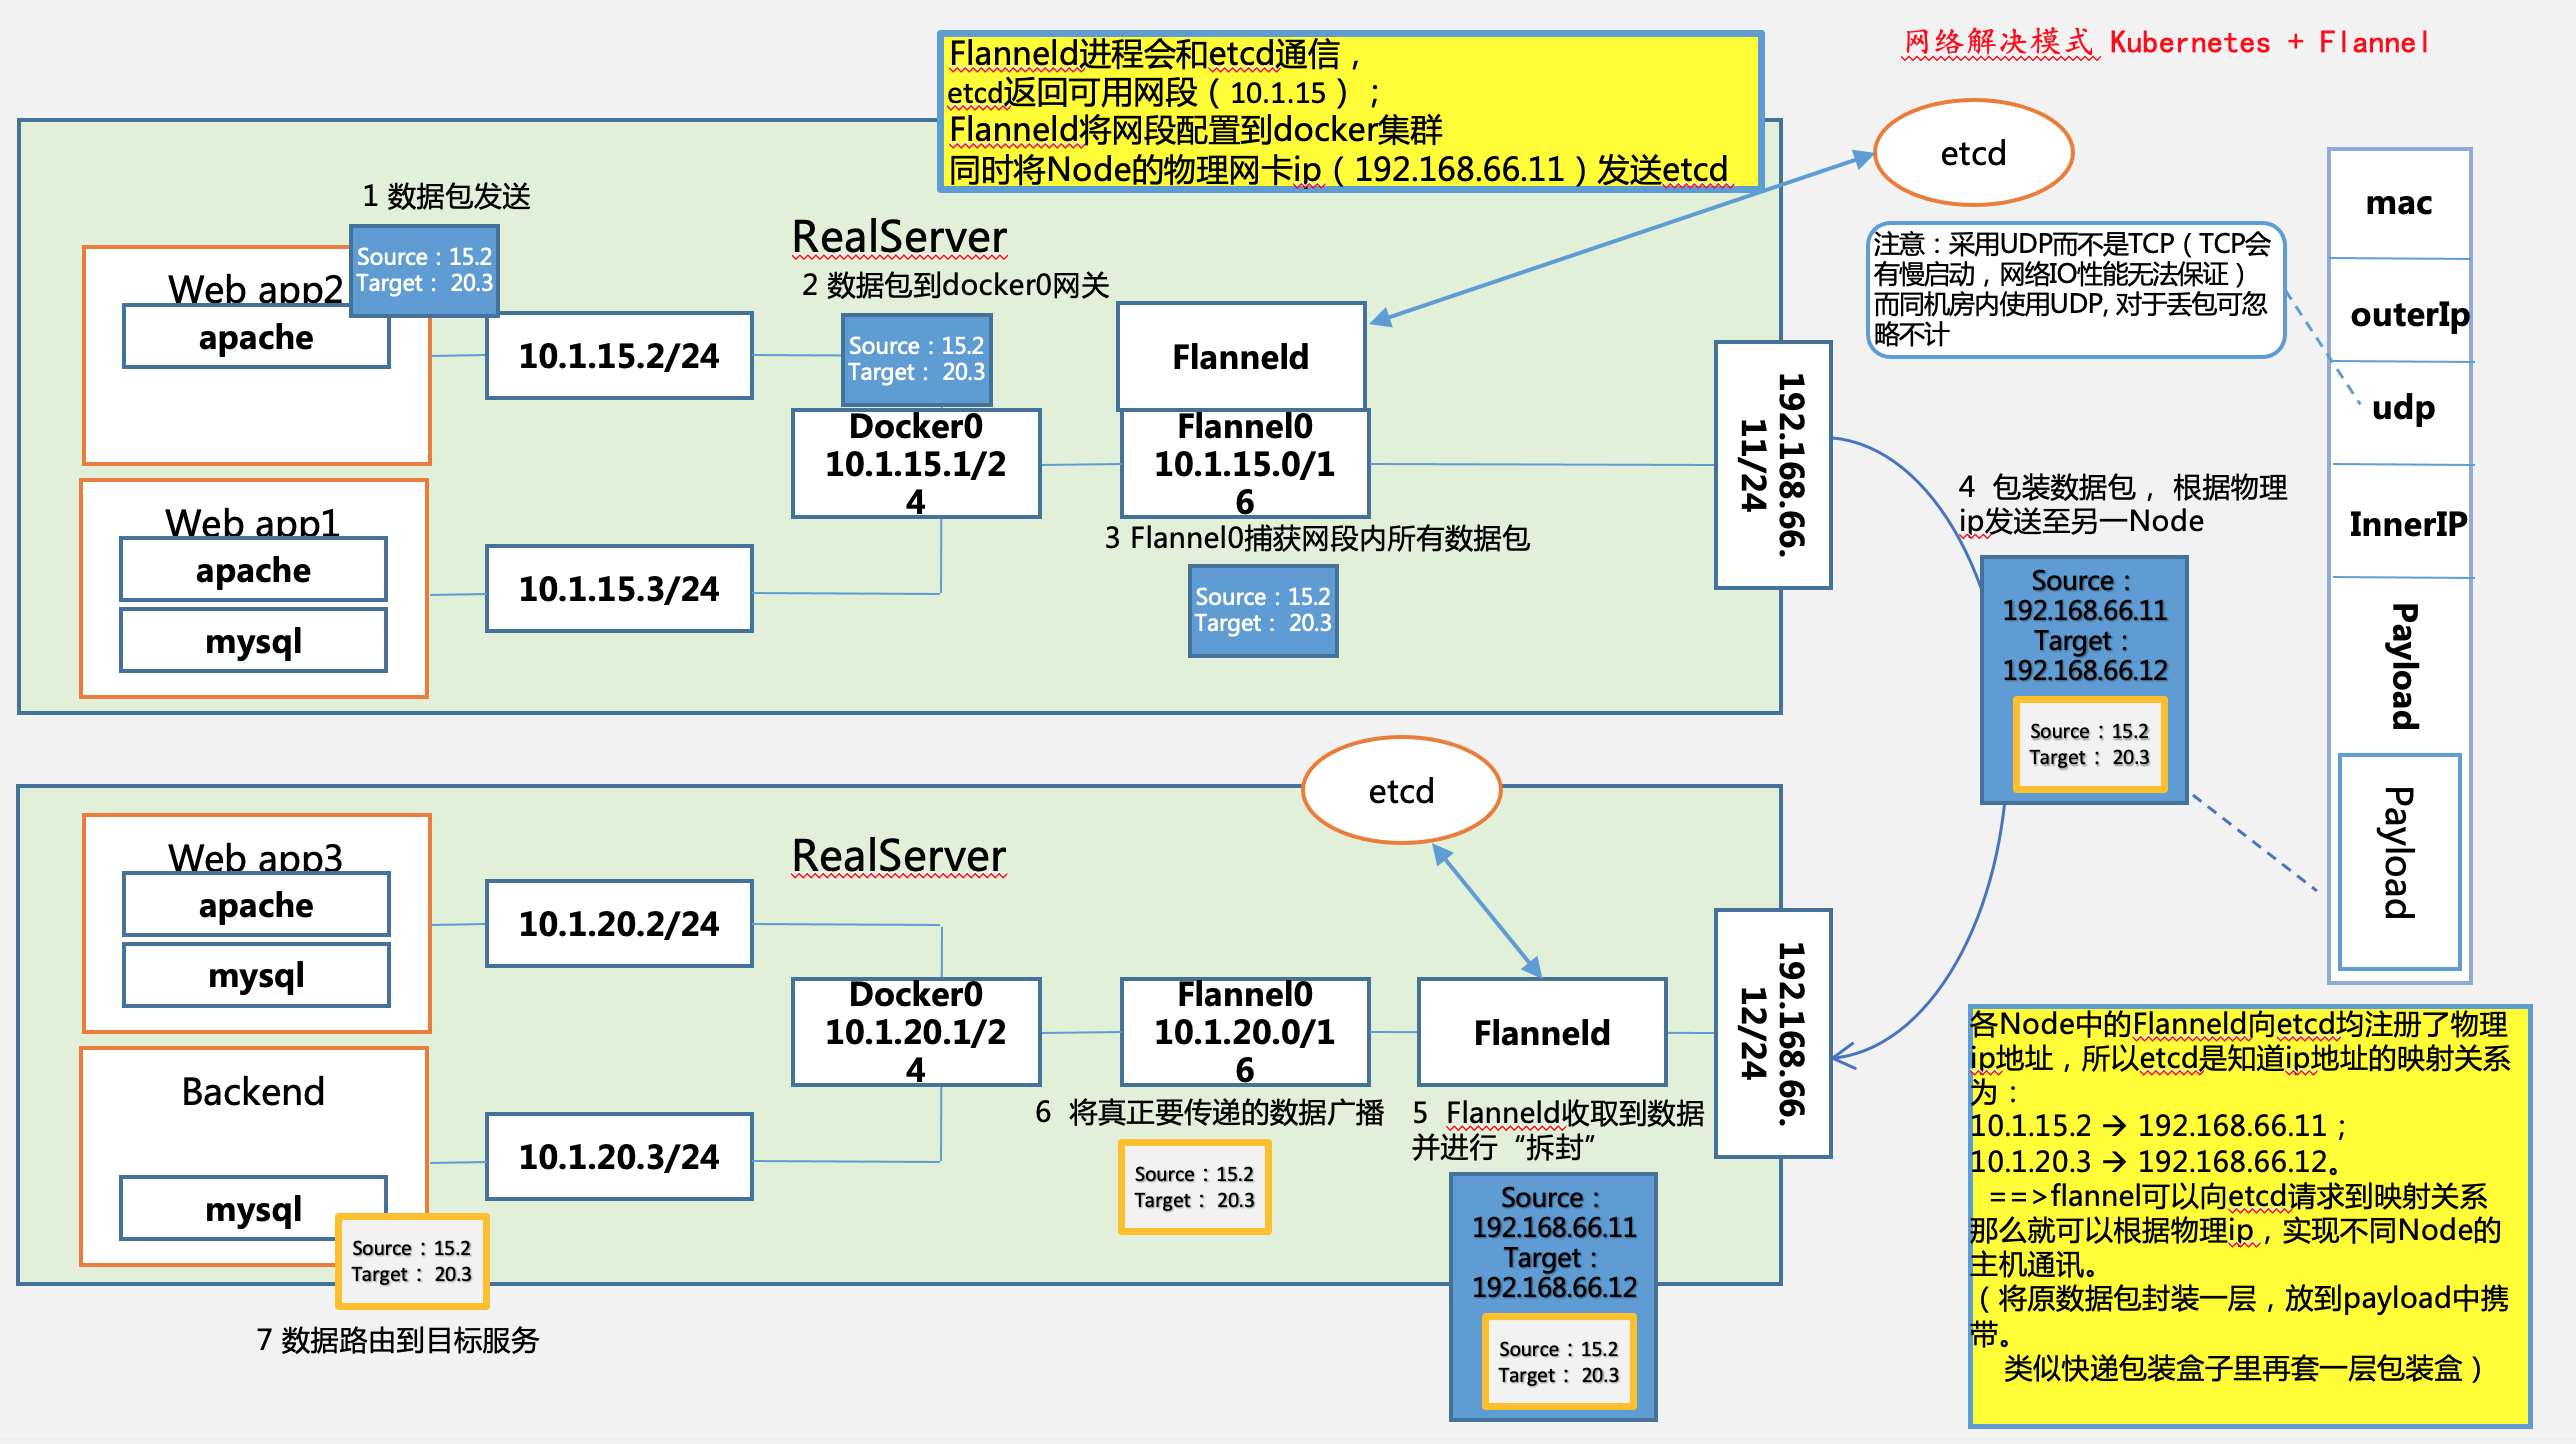 网络解决模式 Kubernetes + Flannel
Flanneld进程会和etcd通信，
etcd返回可用网段（10.1.15）；
Flanneld将网段配置到docker集群
同时将Node的物理网卡ip（192.168.66.11）发送etcd
etcd
注意：采用UDP而不是TCP（TCP会
有慢启动，网络IO性能无法保证）
而同机房内使用UDP, 对于丢包可忽
略不计
mac
outerIp
udp
InnerIP
Payload
Payload
1 数据包发送
Source：15.2
Target： 20.3
RealServer
2 数据包到docker0网关
Source：15.2
Target： 20.3
Web app2
apache
10.1.15.2/24
Flanneld
Docker0
10.1.15.1/2
4
Flannel0
10.1.15.0/1
6
192.168.66.
11/24
3 Flannel0捕获网段内所有数据包
Source：15.2
Target： 20.3
Web app1
apache
mysql
10.1.15.3/24
4 包装数据包， 根据物理
ip发送至另一Node
Source：
192.168.66.11
Target：
192.168.66.12
Source：15.2
Target： 20.3
etcd
RealServer
Web app3
apache
mysql
10.1.20.2/24
Docker0
10.1.20.1/2
4
Flannel0
10.1.20.0/1
6
Flanneld
192.168.66.
12/24
Backend
mysql
10.1.20.3/24
6 将真正要传递的数据广播
Source：15.2
Target： 20.3
5 Flanneld收取到数据
并进行“拆封”
Source：
192.168.66.11
Target：
192.168.66.12
Source：15.2
Target： 20.3
Source：15.2
Target： 20.3
7 数据路由到目标服务
各Node中的Flanneld向etcd均注册了物理
ip地址，所以etcd是知道ip地址的映射关系
为：
10.1.15.2 → 192.168.66.11；
10.1.20.3 → 192.168.66.12。
==>flannel可以向etcd请求到映射关系
那么就可以根据物理ip，实现不同Node的
主机通讯。
（将原数据包封装一层，放到payload中携
带。
类似快递包装盒子里再套一层包装盒）